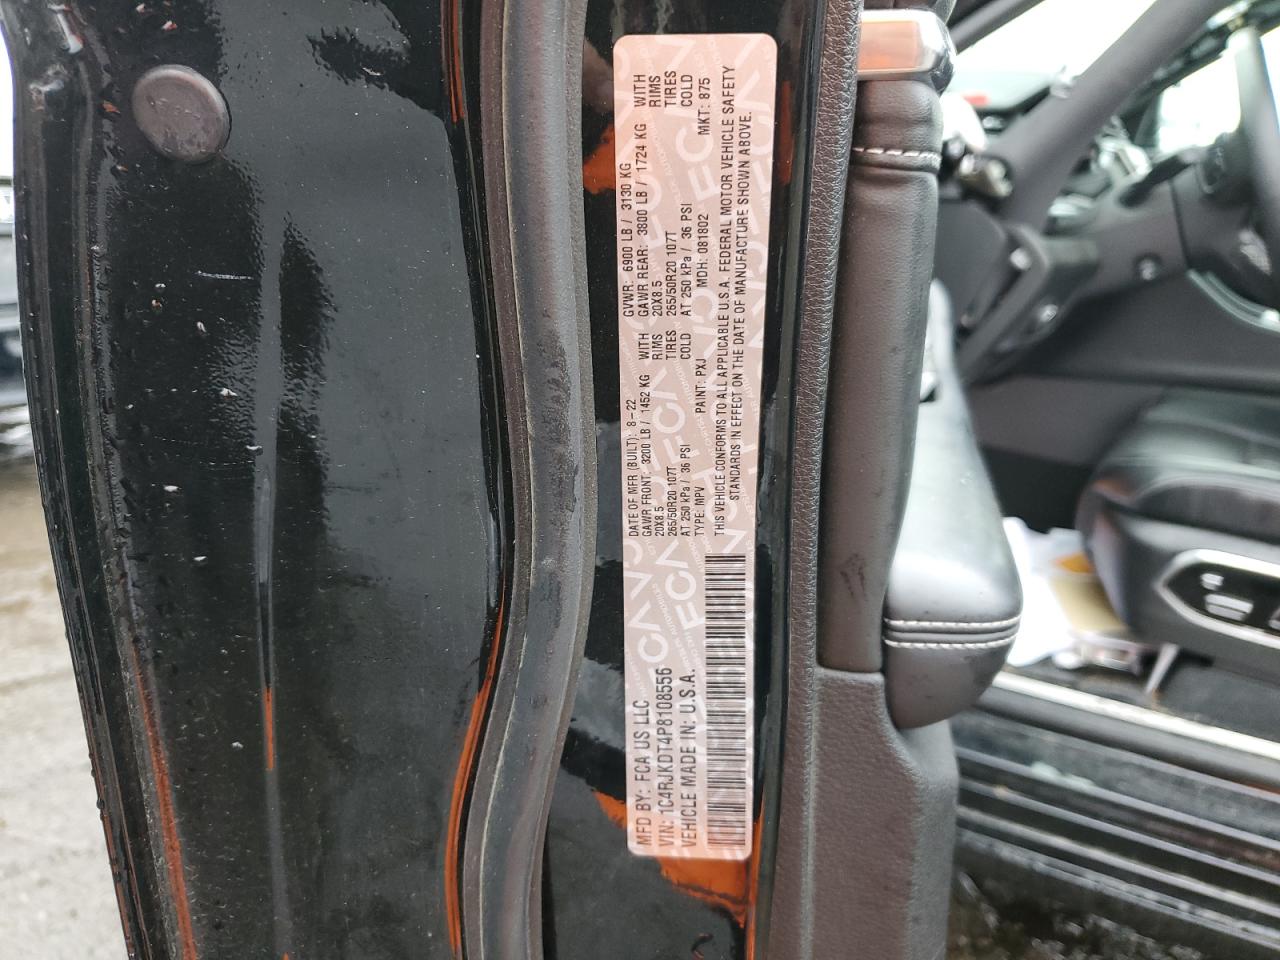 MFD BY: FCA US LLC
DATE OF MFR (BUILT): 8-22
GVWR: 6900 LB / 3130 KG
GAWR FRONT: 3200 LB / 1452 KG WITH
20X8.5 RIMS
265/50R20 107T TIRES
AT 250 kPa / 36 PSI COLD
GAWR REAR: 3800 LB / 1724 KG WITH
20X8.5 RIMS
265/50R20 107T TIRES
AT 250 kPa / 36 PSI COLD
VIN: 1C4RJKDT4P8108556
TYPE: MPV PAINT: PXJ MDH: 081802 MKT: 875
VEHICLE MADE IN: U.S.A.
THIS VEHICLE CONFORMS TO ALL APPLICABLE U.S.A. FEDERAL MOTOR VEHICLE SAFETY
STANDARDS IN EFFECT ON THE DATE OF MANUFACTURE SHOWN ABOVE.